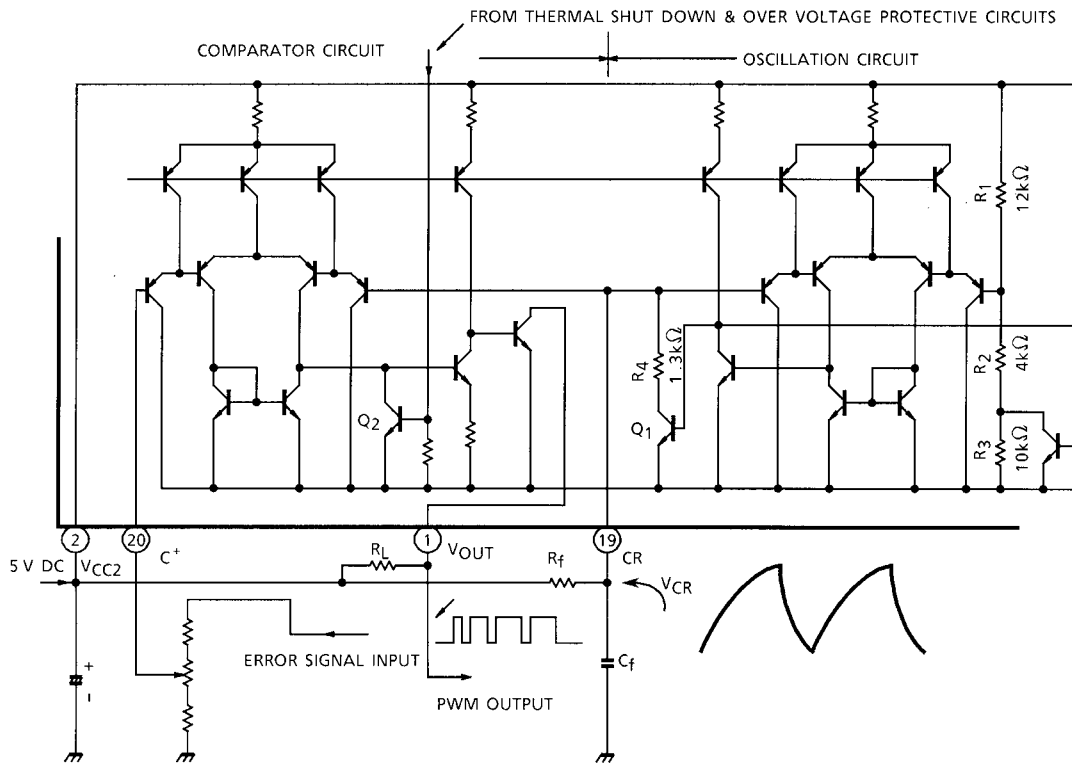 FROM THERMAL SHUT DOWN & OVER VOLTAGE PROTECTIVE CIRCUITS
COMPARATOR CIRCUIT
OSCILLATION CIRCUIT
R1
12kΩ
R4
1.3kΩ
R2
4kΩ
Q2
Q1
R3
10kΩ
2
20
1
19
5 V DC
VCC2
C+
RL
VOUT
Rf
CR
VCR
ERROR SIGNAL INPUT
Cf
+
-
PWM OUTPUT